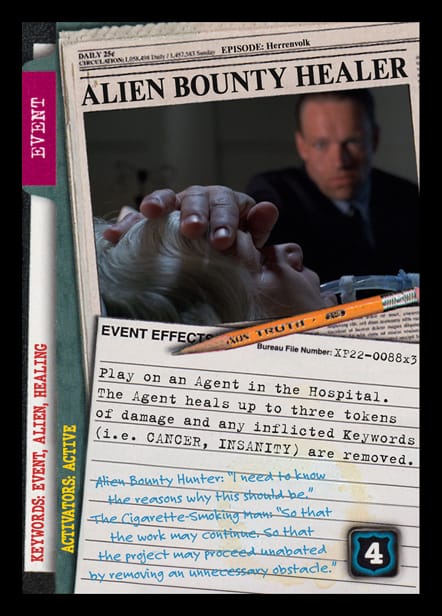 DAILY 25¢
CIRCULATION: 1,058,494 Daily / 1,457,583 Sunday
EPISODE: Herrenvolk
ALIEN BOUNTY HEALER
EVENT
EVENT EFFECTS
TRUTH
Bureau File Number: XP22-0088x3
Play on an Agent in the Hospital.
The Agent heals up to three tokens
of damage and any inflicted Keywords
(i.e. CANCER, INSANITY) are removed.
Alien Bounty Hunter: "I need to know
the reasons why this should be."
The Cigarette-Smoking Man: "So that
the work may continue. So that
the project may proceed unabated
by removing an unnecessary obstacle."
4
KEYWORDS: EVENT, ALIEN, HEALING
ACTIVATORS: ACTIVE